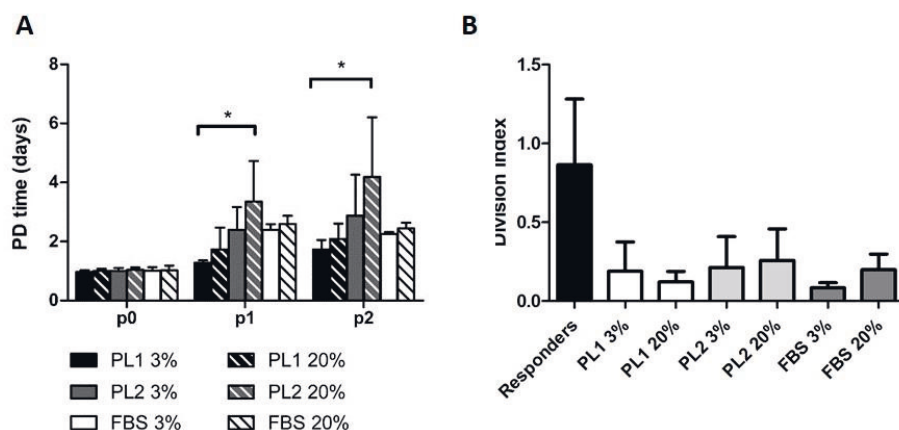 A
PD time (days)
8
6
4
2
0
*
*
p0
p1
p2
PL1 3%
PL1 20%
PL2 3%
PL2 20%
FBS 3%
FBS 20%
B
Division index
1.5
1.0
0.5
0.0
Responders
PL1 3%
PL1 20%
PL2 3%
PL2 20%
FBS 3%
FBS 20%